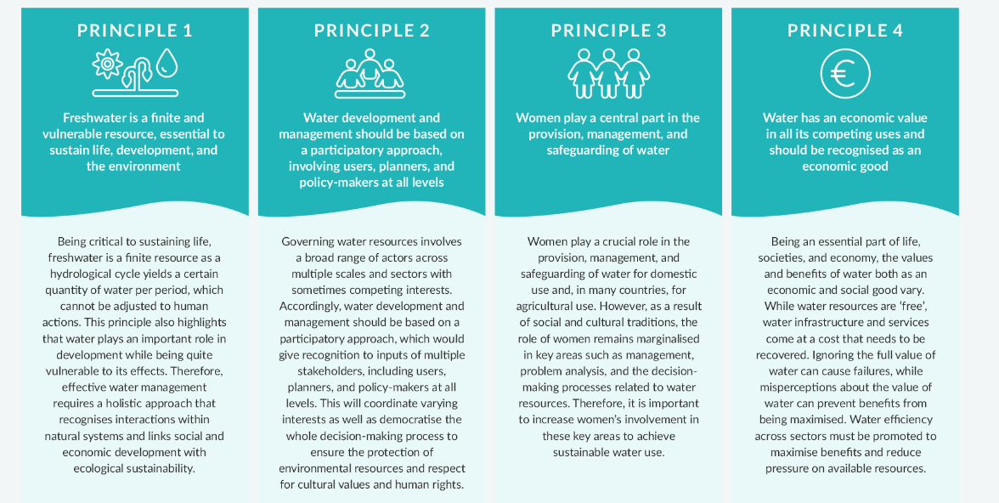 PRINCIPLE 1
Freshwater is a finite and
vulnerable resource, essential to
sustain life, development, and
the environment
Being critical to sustaining life,
freshwater is a finite resource as a
hydrological cycle yields a certain
quantity of water per period, which
cannot be adjusted to human
actions. This principle also highlights
that water plays an important role in
development while being quite
vulnerable to its effects. Therefore,
effective water management
requires a holistic approach that
recognises interactions within
natural systems and links social and
economic development with
ecological sustainability.
PRINCIPLE 2
Water development and
management should be based on
a participatory approach,
involving users, planners, and
policy-makers at all levels
Governing water resources involves
a broad range of actors across
multiple scales and sectors with
sometimes competing interests.
Accordingly, water development and
management should be based on a
participatory approach, which would
give recognition to inputs of multiple
stakeholders, including users,
planners, and policy-makers at all
levels. This will coordinate varying
interests as well as democratise the
whole decision-making process to
ensure the protection of
environmental resources and respect
for cultural values and human rights.
PRINCIPLE 3
Women play a central part in the
provision, management, and
safeguarding of water
Women play a crucial role in the
provision, management, and
safeguarding of water for domestic
use and, in many countries, for
agricultural use. However, as a result
of social and cultural traditions, the
role of women remains marginalised
in key areas such as management,
problem analysis, and the decision-
making processes related to water
resources. Therefore, it is important
to increase women's involvement in
these key areas to achieve
sustainable water use.
PRINCIPLE 4
€
Water has an economic value
in all its competing uses and
should be recognised as an
economic good
Being an essential part of life,
societies, and economy, the values
and benefits of water both as an
economic and social good vary.
While water resources are 'free',
water infrastructure and services
come at a cost that needs to be
recovered. Ignoring the full value of
water can cause failures, while
misperceptions about the value of
water can prevent benefits from
being maximised. Water efficiency
across sectors must be promoted to
maximise benefits and reduce
pressure on available resources.